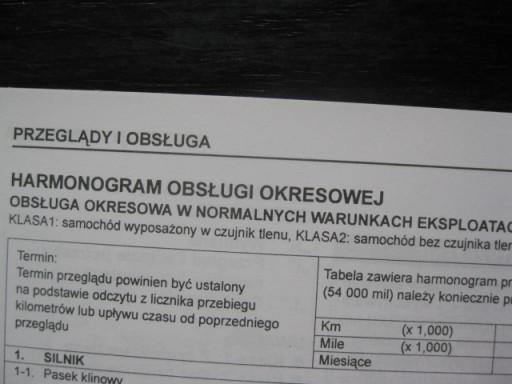 PRZEGLĄDY I OBSŁUGA
HARMONOGRAM OBSŁUGI OKRESOWEJ
OBSŁUGA OKRESOWA W NORMALNYCH WARUNKACH
KLASA1: samochód wyposażony w czujnik tlenu, KLASA2: samochód bez czujnika
Termin:
Termin przeglądu powinien być ustalony
na podstawie odczytu z licznika przebiegu
kilometrów lub upływu czasu od poprzedniego
przeglądu
Tabela zawiera harmonogram
(54 000 mil) należy koniecznie
Km (x 1,000)
Mile (x 1,000)
Miesiące
1. SILNIK
1-1. Pasek klinowy